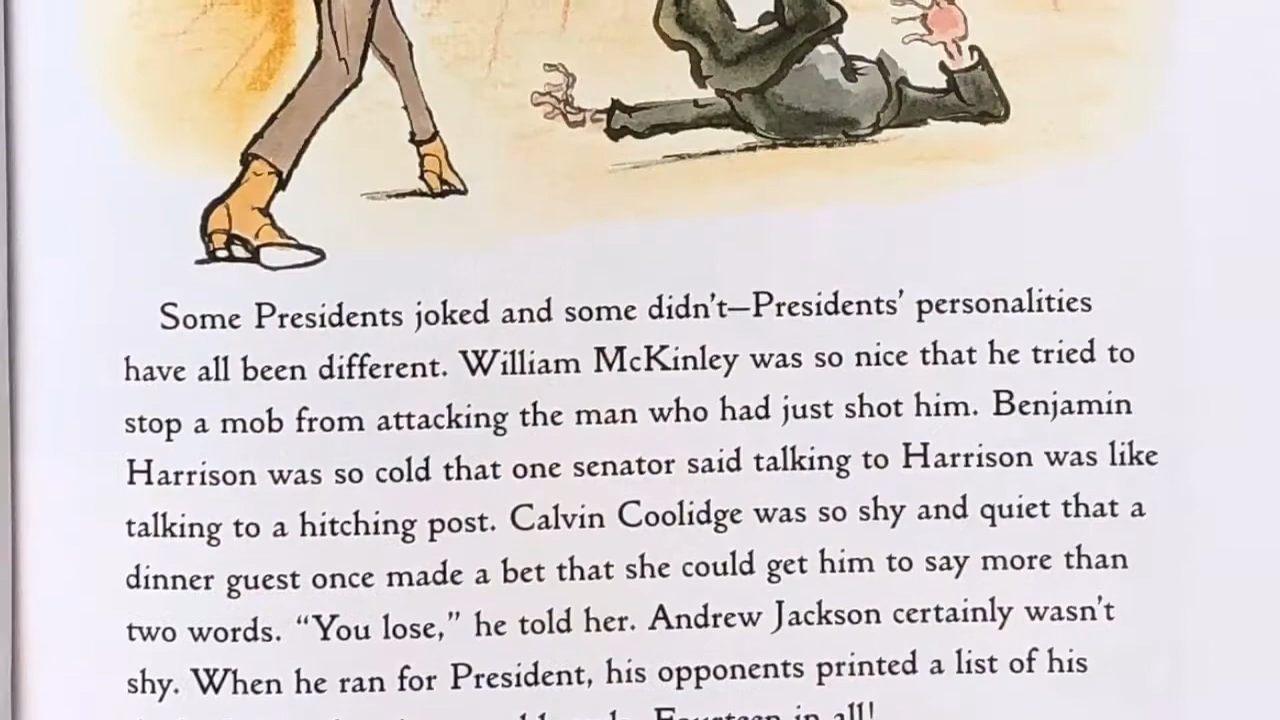 Some Presidents joked and some didn't—Presidents' personalities
have all been different. William McKinley was so nice that he tried to
stop a mob from attacking the man who had just shot him. Benjamin
Harrison was so cold that one senator said talking to Harrison was like
talking to a hitching post. Calvin Coolidge was so shy and quiet that a
dinner guest once made a bet that she could get him to say more than
two words. “You lose,” he told her. Andrew Jackson certainly wasn't
shy. When he ran for President, his opponents printed a list of his
Fourteen in all!